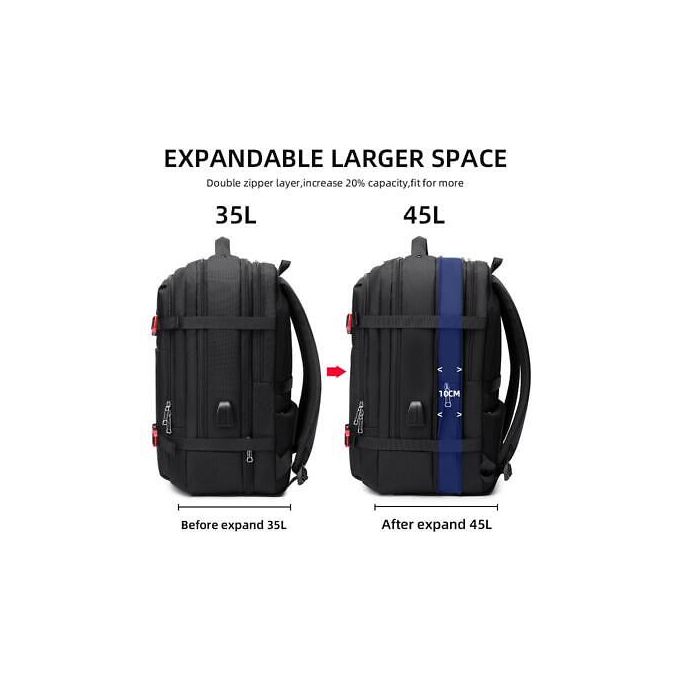 EXPANDABLE LARGER SPACE
Double zipper layer,increase 20% capacity,fit for more
35L
45L
< >
10CM
< >
Before expand 35L
After expand 45L